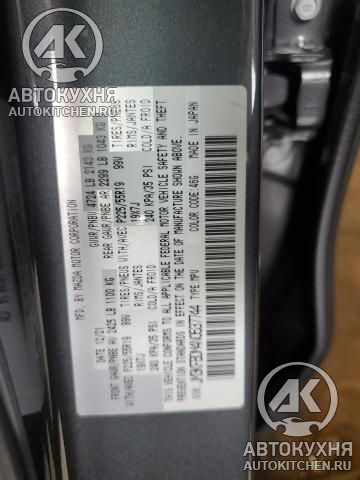 АВТОКУХНЯ
AUTOKITCHEN.RU
MFD. BY MAZDA MOTOR CORPORATION
DATE: 12/21 GVWR/PNBV 4724 LB 2143 KG
FRONT GAWR/PNBE AV 2425 LB 1100 KG REAR GAWR/PNBE AR 2299 LB 1043 KG
WITH/AVEC P225/55R19 99V TIRES/PNEUS WITH/AVEC P225/55R19 99V TIRES/PNEUS
19X7J RIMS/JANTES 19X7J RIMS/JANTES
240 KPA/35 PSI COLD/A FROID 240 KPA/35 PSI COLD/A FROID
THIS VEHICLE CONFORMS TO ALL APPLICABLE FEDERAL MOTOR VEHICLE SAFETY, BUMPER, AND THEFT
PREVENTION STANDARDS IN EFFECT ON THE DATE OF MANUFACTURE SHOWN ABOVE.
TYPE: MPV COLOR CODE: 46G MADE IN JAPAN
АВТОКУХНЯ
AUTOKITCHEN.RU